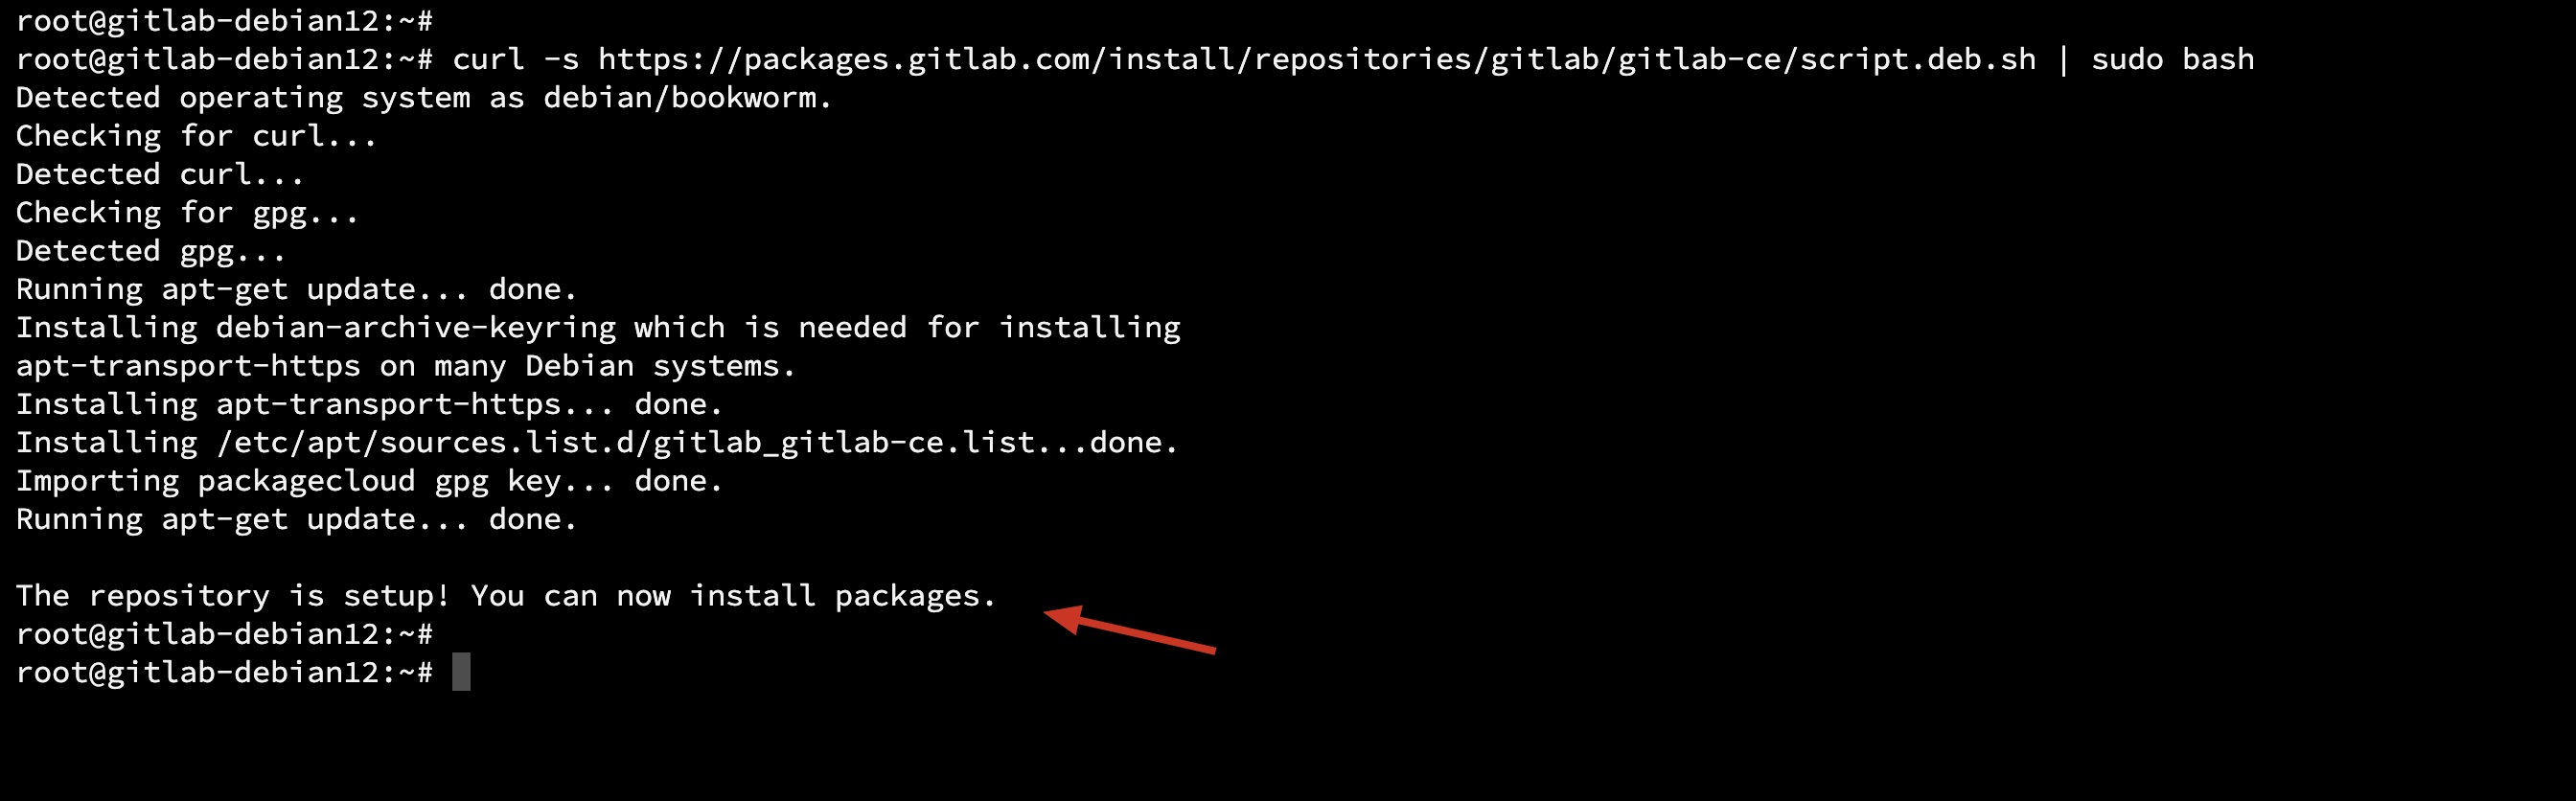 root@gitlab-debian12:~#
root@gitlab-debian12:~# curl -s https://packages.gitlab.com/install/repositories/gitlab/gitlab-ce/script.deb.sh | sudo bash
Detected operating system as debian/bookworm.
Checking for curl...
Detected curl...
Checking for gpg...
Detected gpg...
Running apt-get update... done.
Installing debian-archive-keyring which is needed for installing
apt-transport-https on many Debian systems.
Installing apt-transport-https... done.
Installing /etc/apt/sources.list.d/gitlab_gitlab-ce.list...done.
Importing packagecloud gpg key... done.
Running apt-get update... done.
The repository is setup! You can now install packages.
root@gitlab-debian12:~#
root@gitlab-debian12:~#